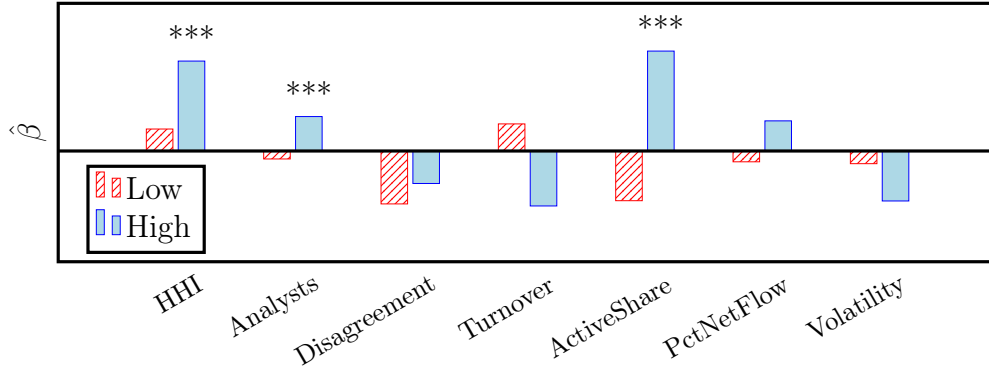 ***
***
***
β̂
Low
High
HHI
Analysts
Disagreement
Turnover
ActiveShare
PctNetFlow
Volatility